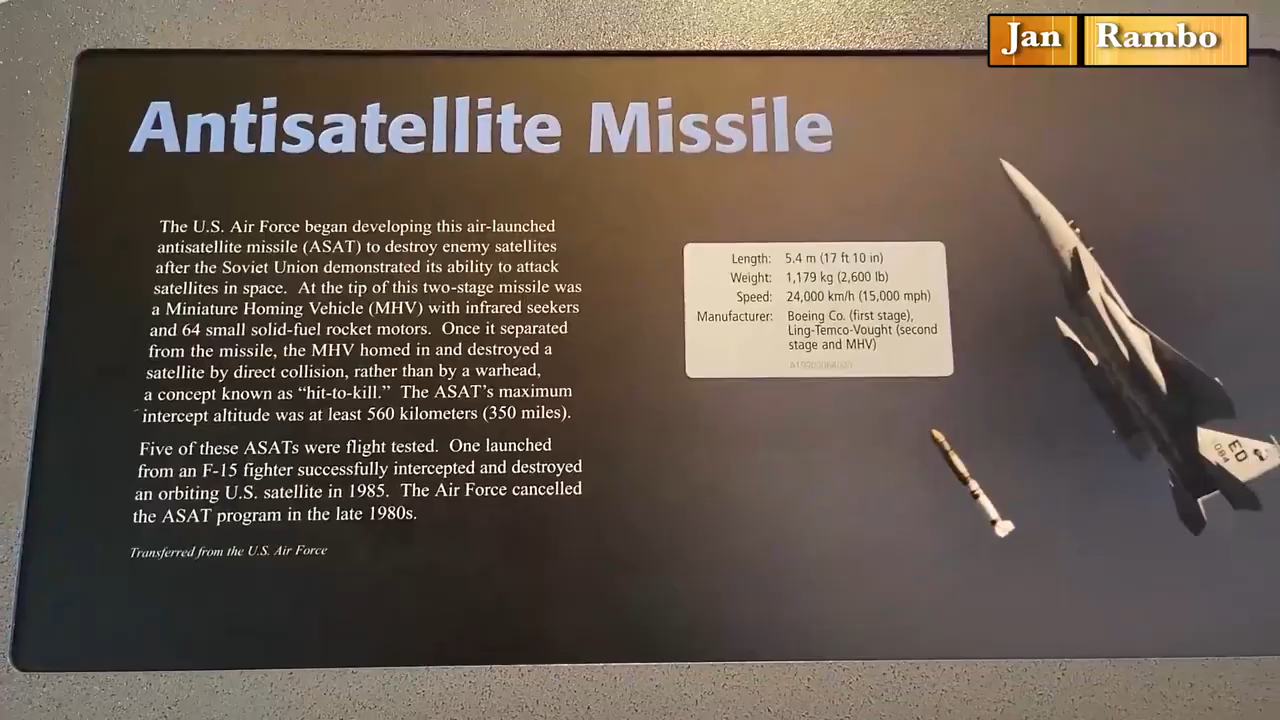 Jan Rambo
Antisatellite Missile
The U.S. Air Force began developing this air-launched
antisatellite missile (ASAT) to destroy enemy satellites
after the Soviet Union demonstrated its ability to attack
satellites in space. At the tip of this two-stage missile was
a Miniature Homing Vehicle (MHV) with infrared seekers
and 64 small solid-fuel rocket motors. Once it separated
from the missile, the MHV homed in and destroyed a
satellite by direct collision, rather than by a warhead,
a concept known as “hit-to-kill.” The ASAT’s maximum
intercept altitude was at least 560 kilometers (350 miles).
Five of these ASATs were flight tested. One launched
from an F-15 fighter successfully intercepted and destroyed
an orbiting U.S. satellite in 1985. The Air Force cancelled
the ASAT program in the late 1980s.
Transferred from the U.S. Air Force
Length: 5.4 m (17 ft 10 in)
Weight: 1,179 kg (2,600 lb)
Speed: 24,000 km/h (15,000 mph)
Manufacturer: Boeing Co. (first stage),
Ling-Temco-Vought (second
stage and MHV)
ED
084